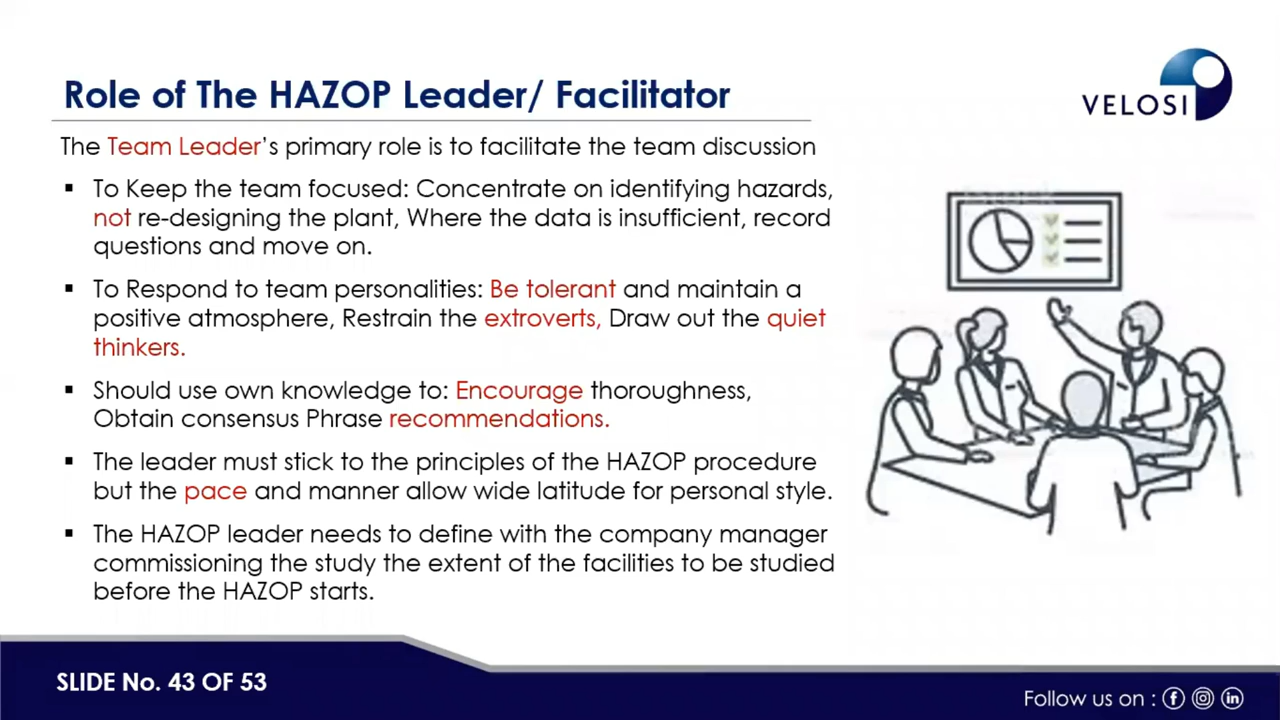 Role of The HAZOP Leader/ Facilitator
VELOSI
The Team Leader's primary role is to facilitate the team discussion
▪ To Keep the team focused: Concentrate on identifying hazards,
not re-designing the plant, Where the data is insufficient, record
questions and move on.
▪ To Respond to team personalities: Be tolerant and maintain a
positive atmosphere, Restrain the extroverts, Draw out the quiet
thinkers.
▪ Should use own knowledge to: Encourage thoroughness,
Obtain consensus Phrase recommendations.
▪ The leader must stick to the principles of the HAZOP procedure
but the pace and manner allow wide latitude for personal style.
▪ The HAZOP leader needs to define with the company manager
commissioning the study the extent of the facilities to be studied
before the HAZOP starts.
SLIDE No. 43 OF 53
Follow us on :